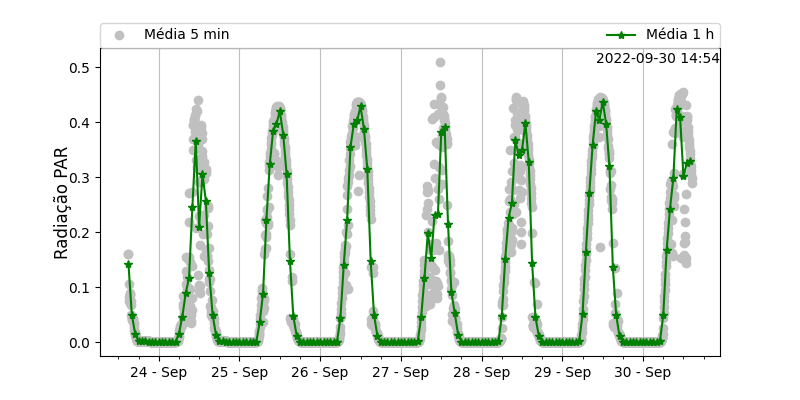 Média 5 min
Média 1 h
2022-09-30 14:54
0.5
0.4
0.3
0.2
0.1
0.0
Radiação PAR
24 - Sep
25 - Sep
26 - Sep
27 - Sep
28 - Sep
29 - Sep
30 - Sep